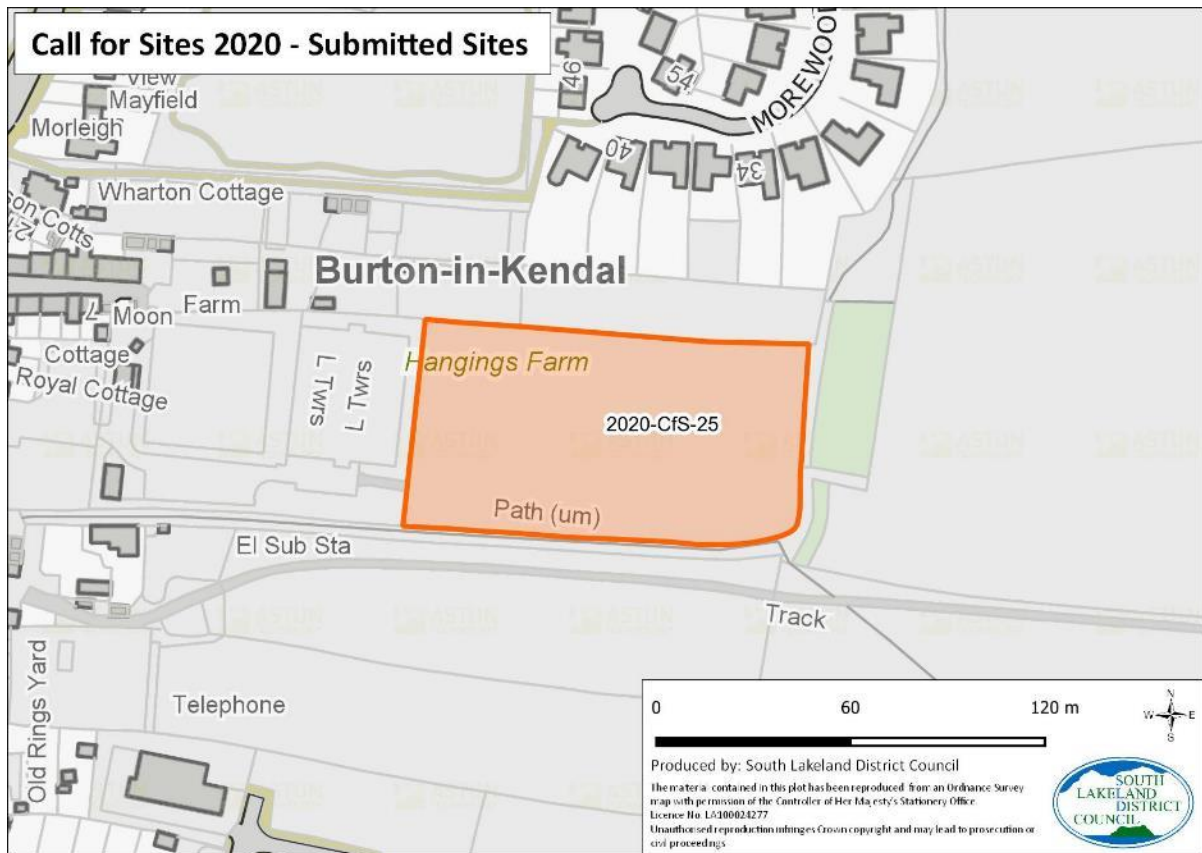 Call for Sites 2020 - Submitted Sites
View
Mayfield
Morleigh
46
54
MOREWOO
40
34
Wharton Cottage
son Cotts
21
Burton-in-Kendal
Farm
7
Moon
Cottage
Royal Cottage
L Twrs
L Twrs
Hangings Farm
2020-CfS-25
Path (um)
El Sub Sta
Track
Old Rings Yard
Telephone
0 60 120 m
N
W E
S
Produced by: South Lakeland District Council
The material contained in this plot has been reproduced from an Ordnance Survey
map with permission of the Controller of Her Majesty's Stationery Office.
Licence No. LA100024277
Unauthorised reproduction infringes Crown copyright and may lead to prosecution or
civil proceedings
SOUTH
LAKELAND
DISTRICT
COUNCIL
ASTUN